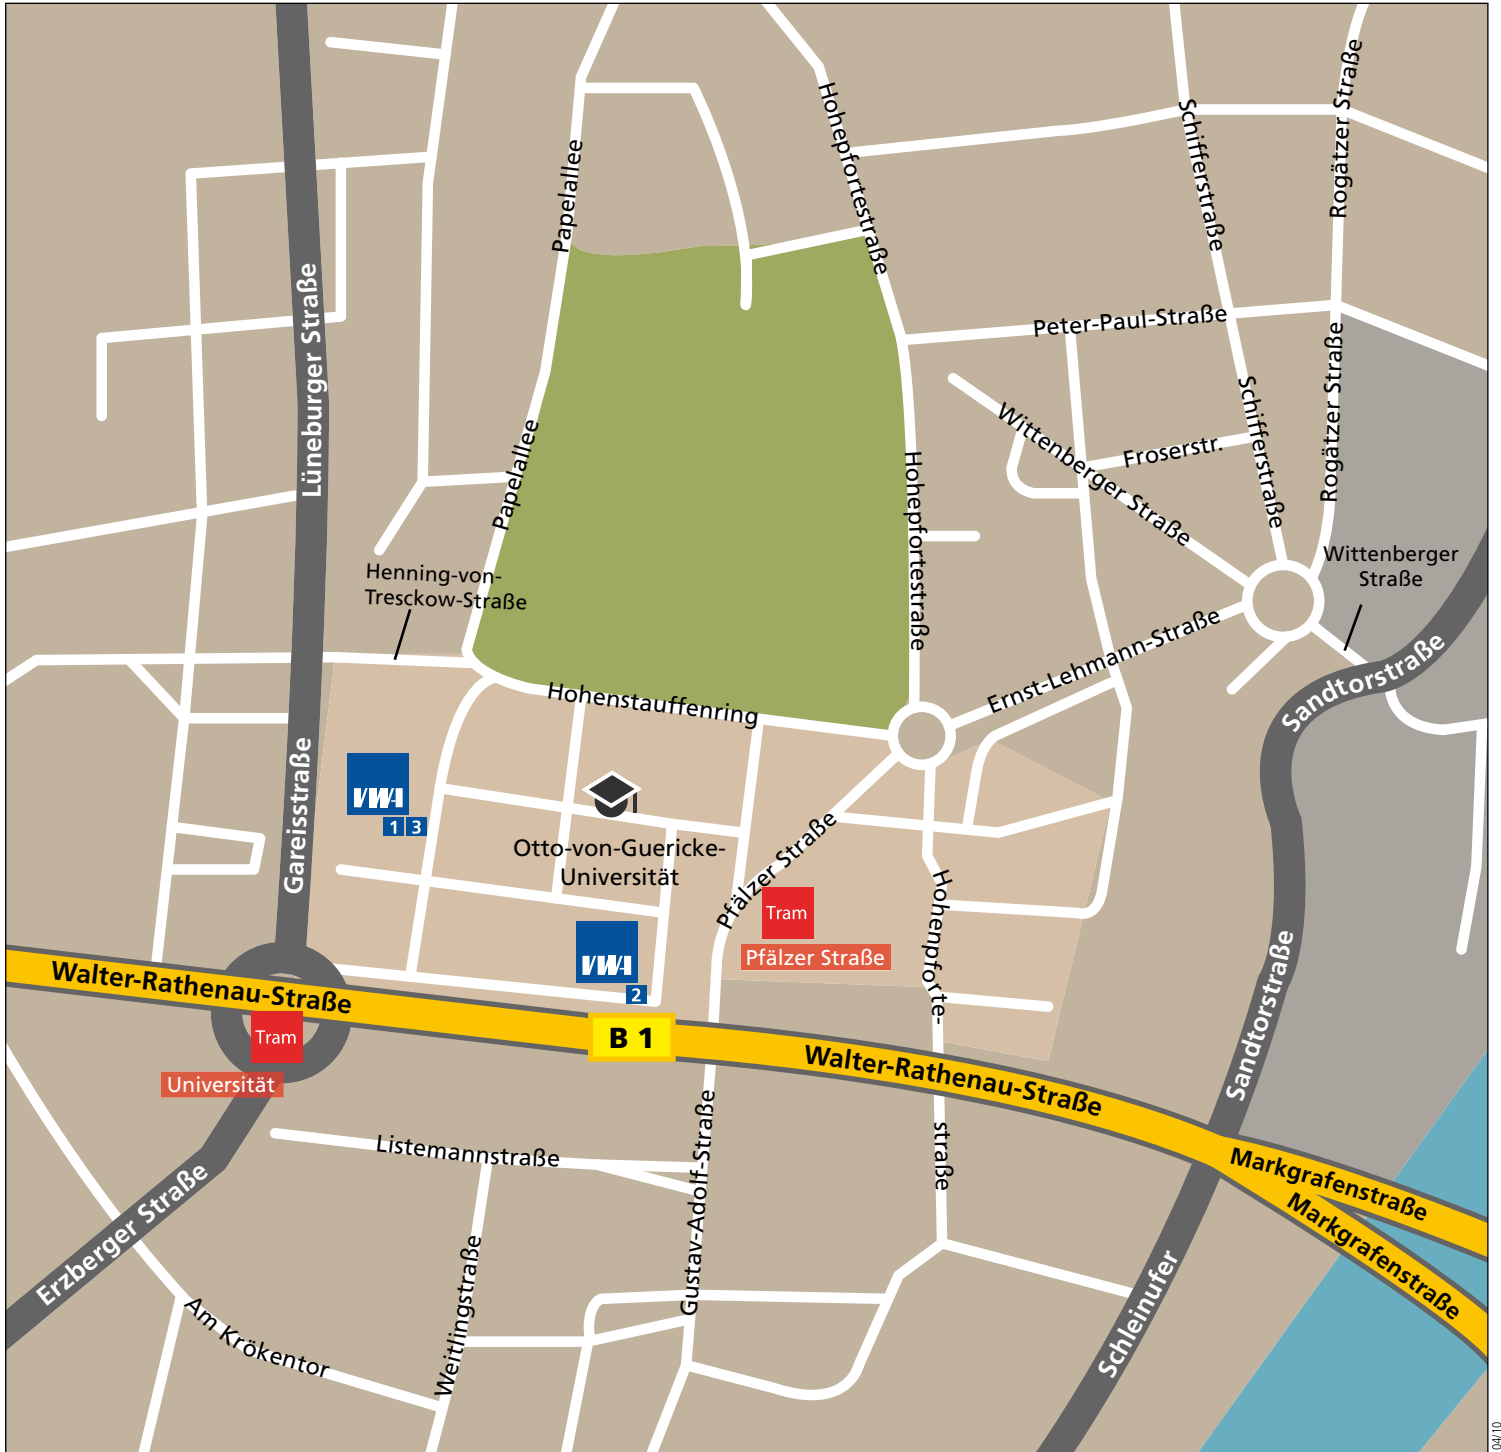 Rogätzer Straße
Hohepfortestraße
Schifferstraße
Papelallee
Lüneburger Straße
Peter-Paul-Straße
Rogätzer Straße
Schifferstraße
Wittenberger Straße
Froserstr.
Papelallee
Hohepfortestraße
Wittenberger
Straße
Henning-von-
Tresckow-Straße
Ernst-Lehmann-Straße
Sandtorstraße
Hohenstauffenring
Gareisstraße
VWA
1 3
Otto-von-Guericke-
Universität
Pfälzer Straße
Tram
Pfälzer Straße
Hohenpforte-
straße
VWA
2
Sandtorstraße
Walter-Rathenau-Straße
Tram
Universität
B 1
Walter-Rathenau-Straße
Listemannstraße
Gustav-Adolf-Straße
Markgrafenstraße
Markgrafenstraße
Erzberger Straße
Weitlingstraße
Am Krökentor
Schleinufer
04/10